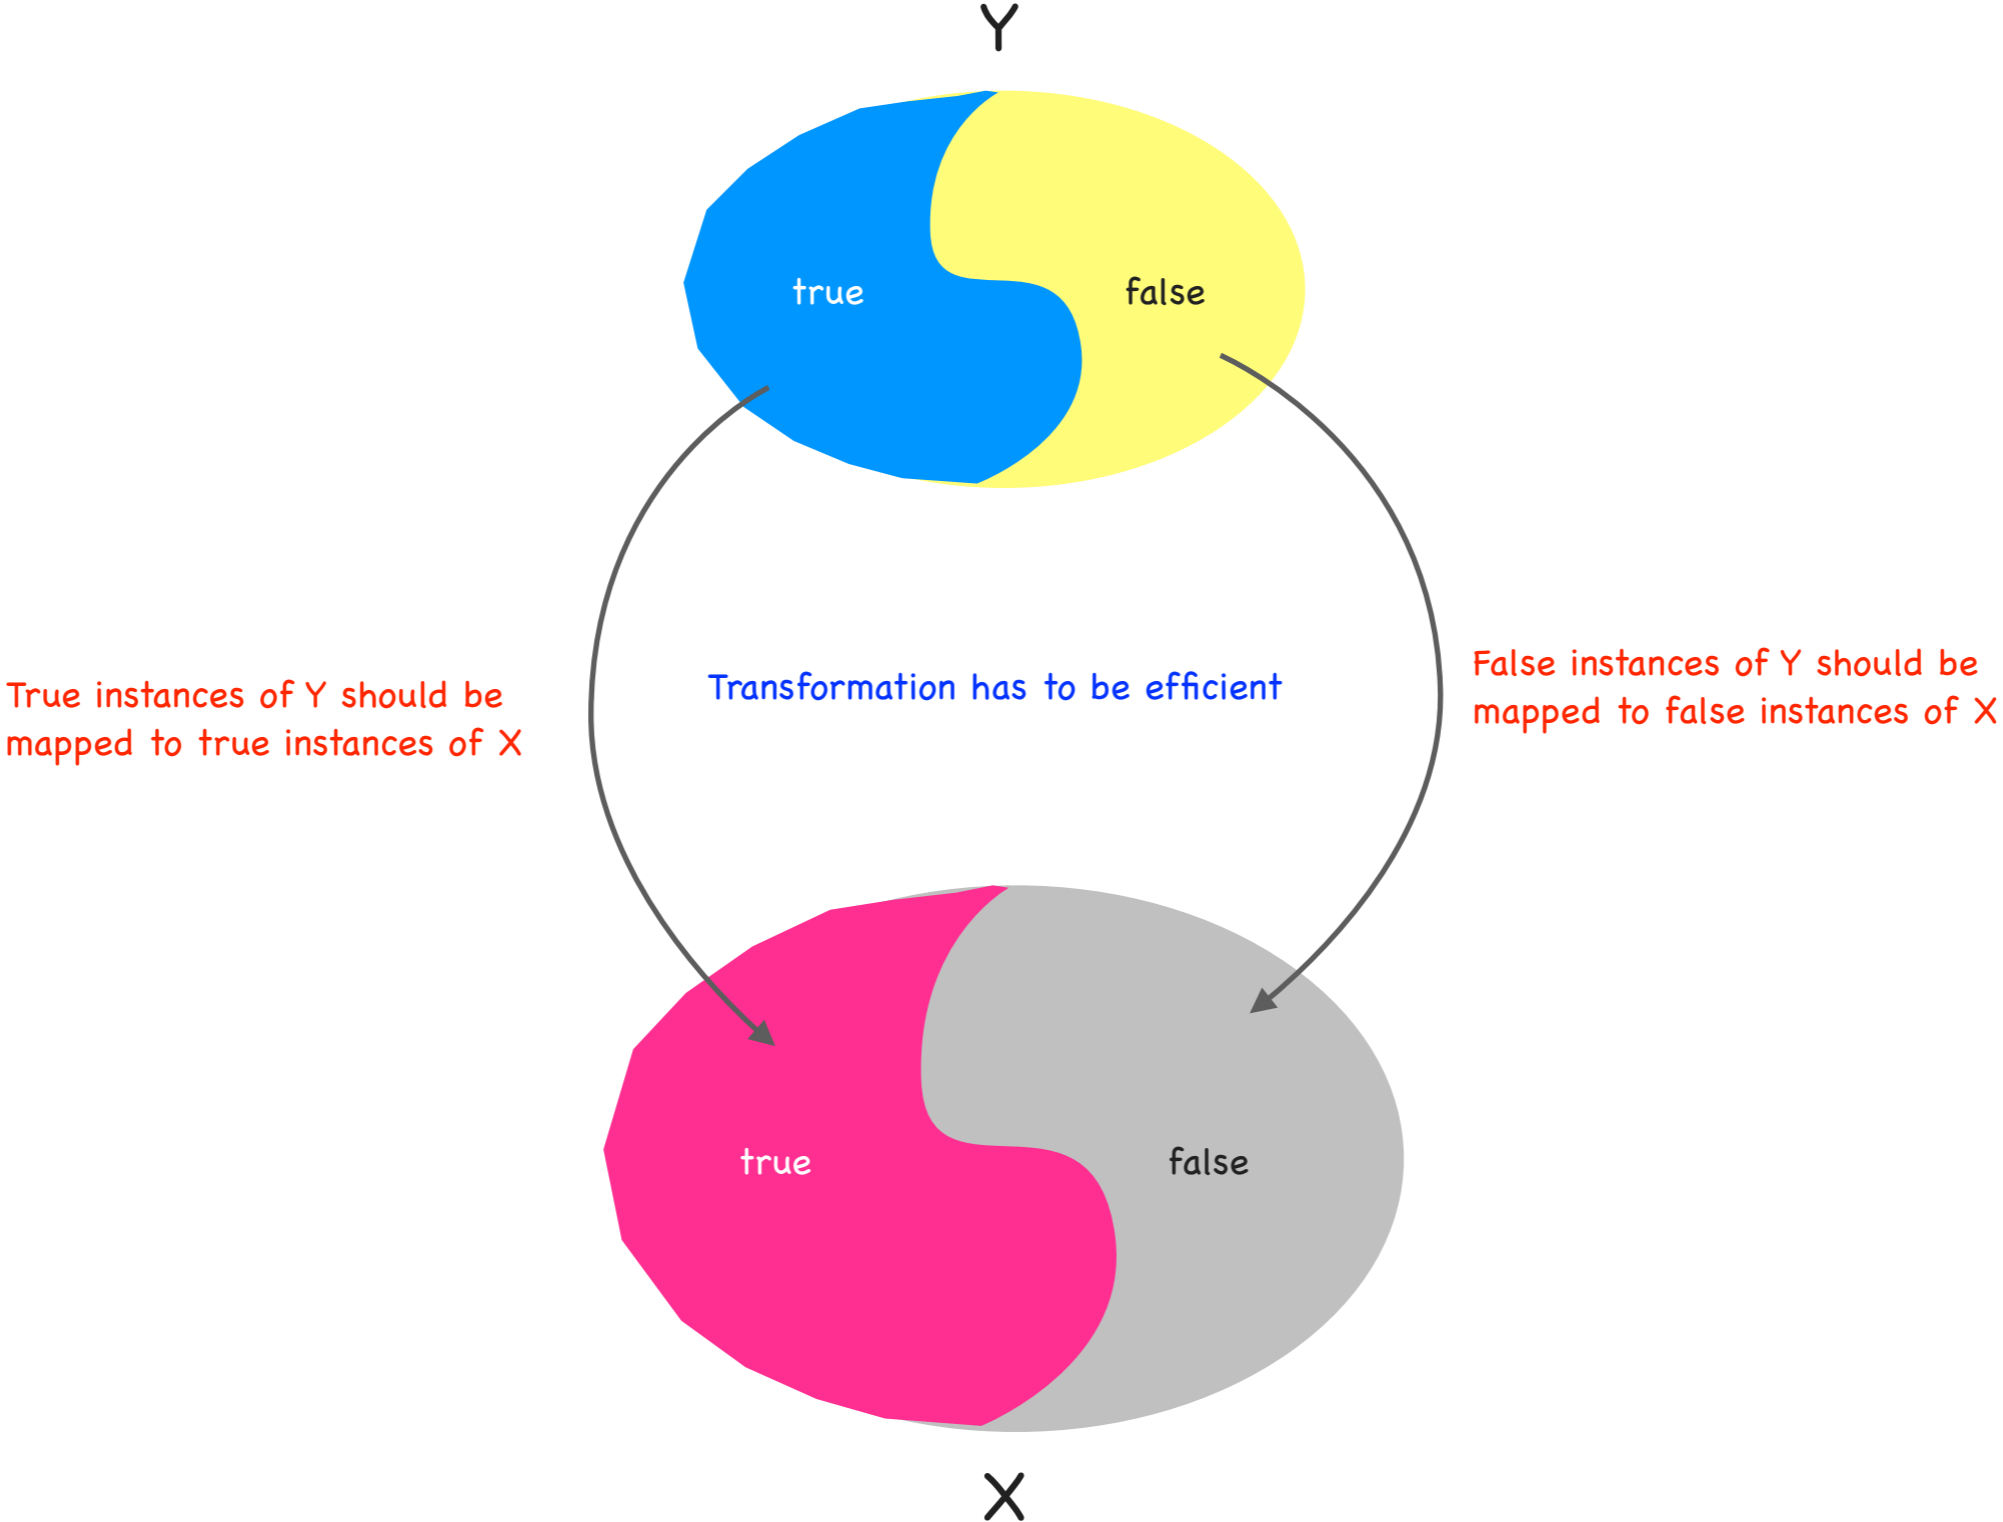 Y
true
false
True instances of Y should be
mapped to true instances of X
Transformation has to be efficient
False instances of Y should be
mapped to false instances of X
true
false
X